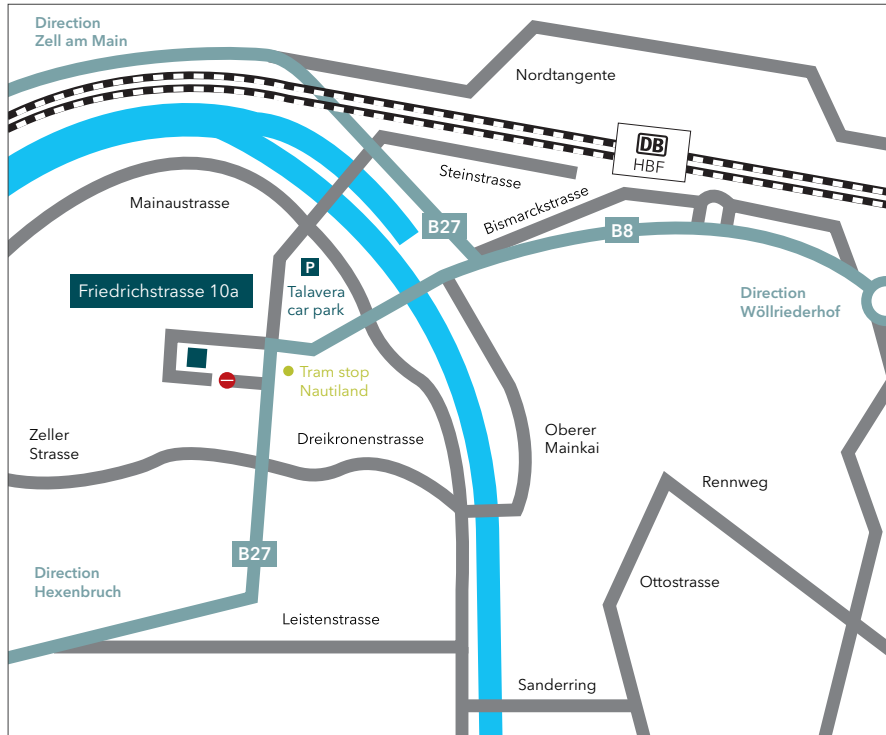 Direction
Zell am Main
Nordtangente
DB
HBF
Steinstrasse
Mainaustrasse
Bismarckstrasse
B27
B8
P
Talavera
car park
Friedrichstrasse 10a
Direction
Wöllriederhof
Tram stop
Nautiland
Zeller
Strasse
Dreikronenstrasse
Oberer
Mainkai
Rennweg
B27
Direction
Hexenbruch
Ottostrasse
Leistenstrasse
Sanderring